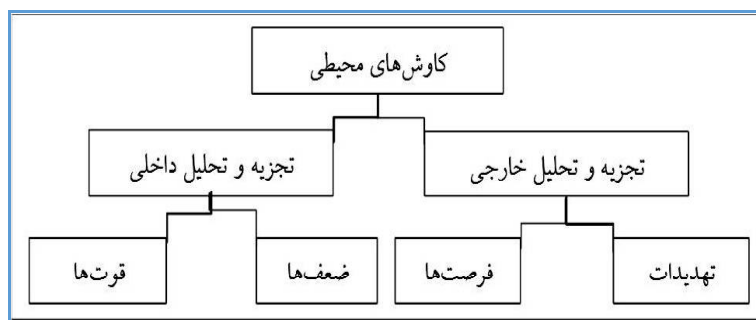 کاوش‌های محیطی
تجزیه و تحلیل خارجی
تجزیه و تحلیل داخلی
تهدیدات
فرصت‌ها
ضعف‌ها
قوت‌ها